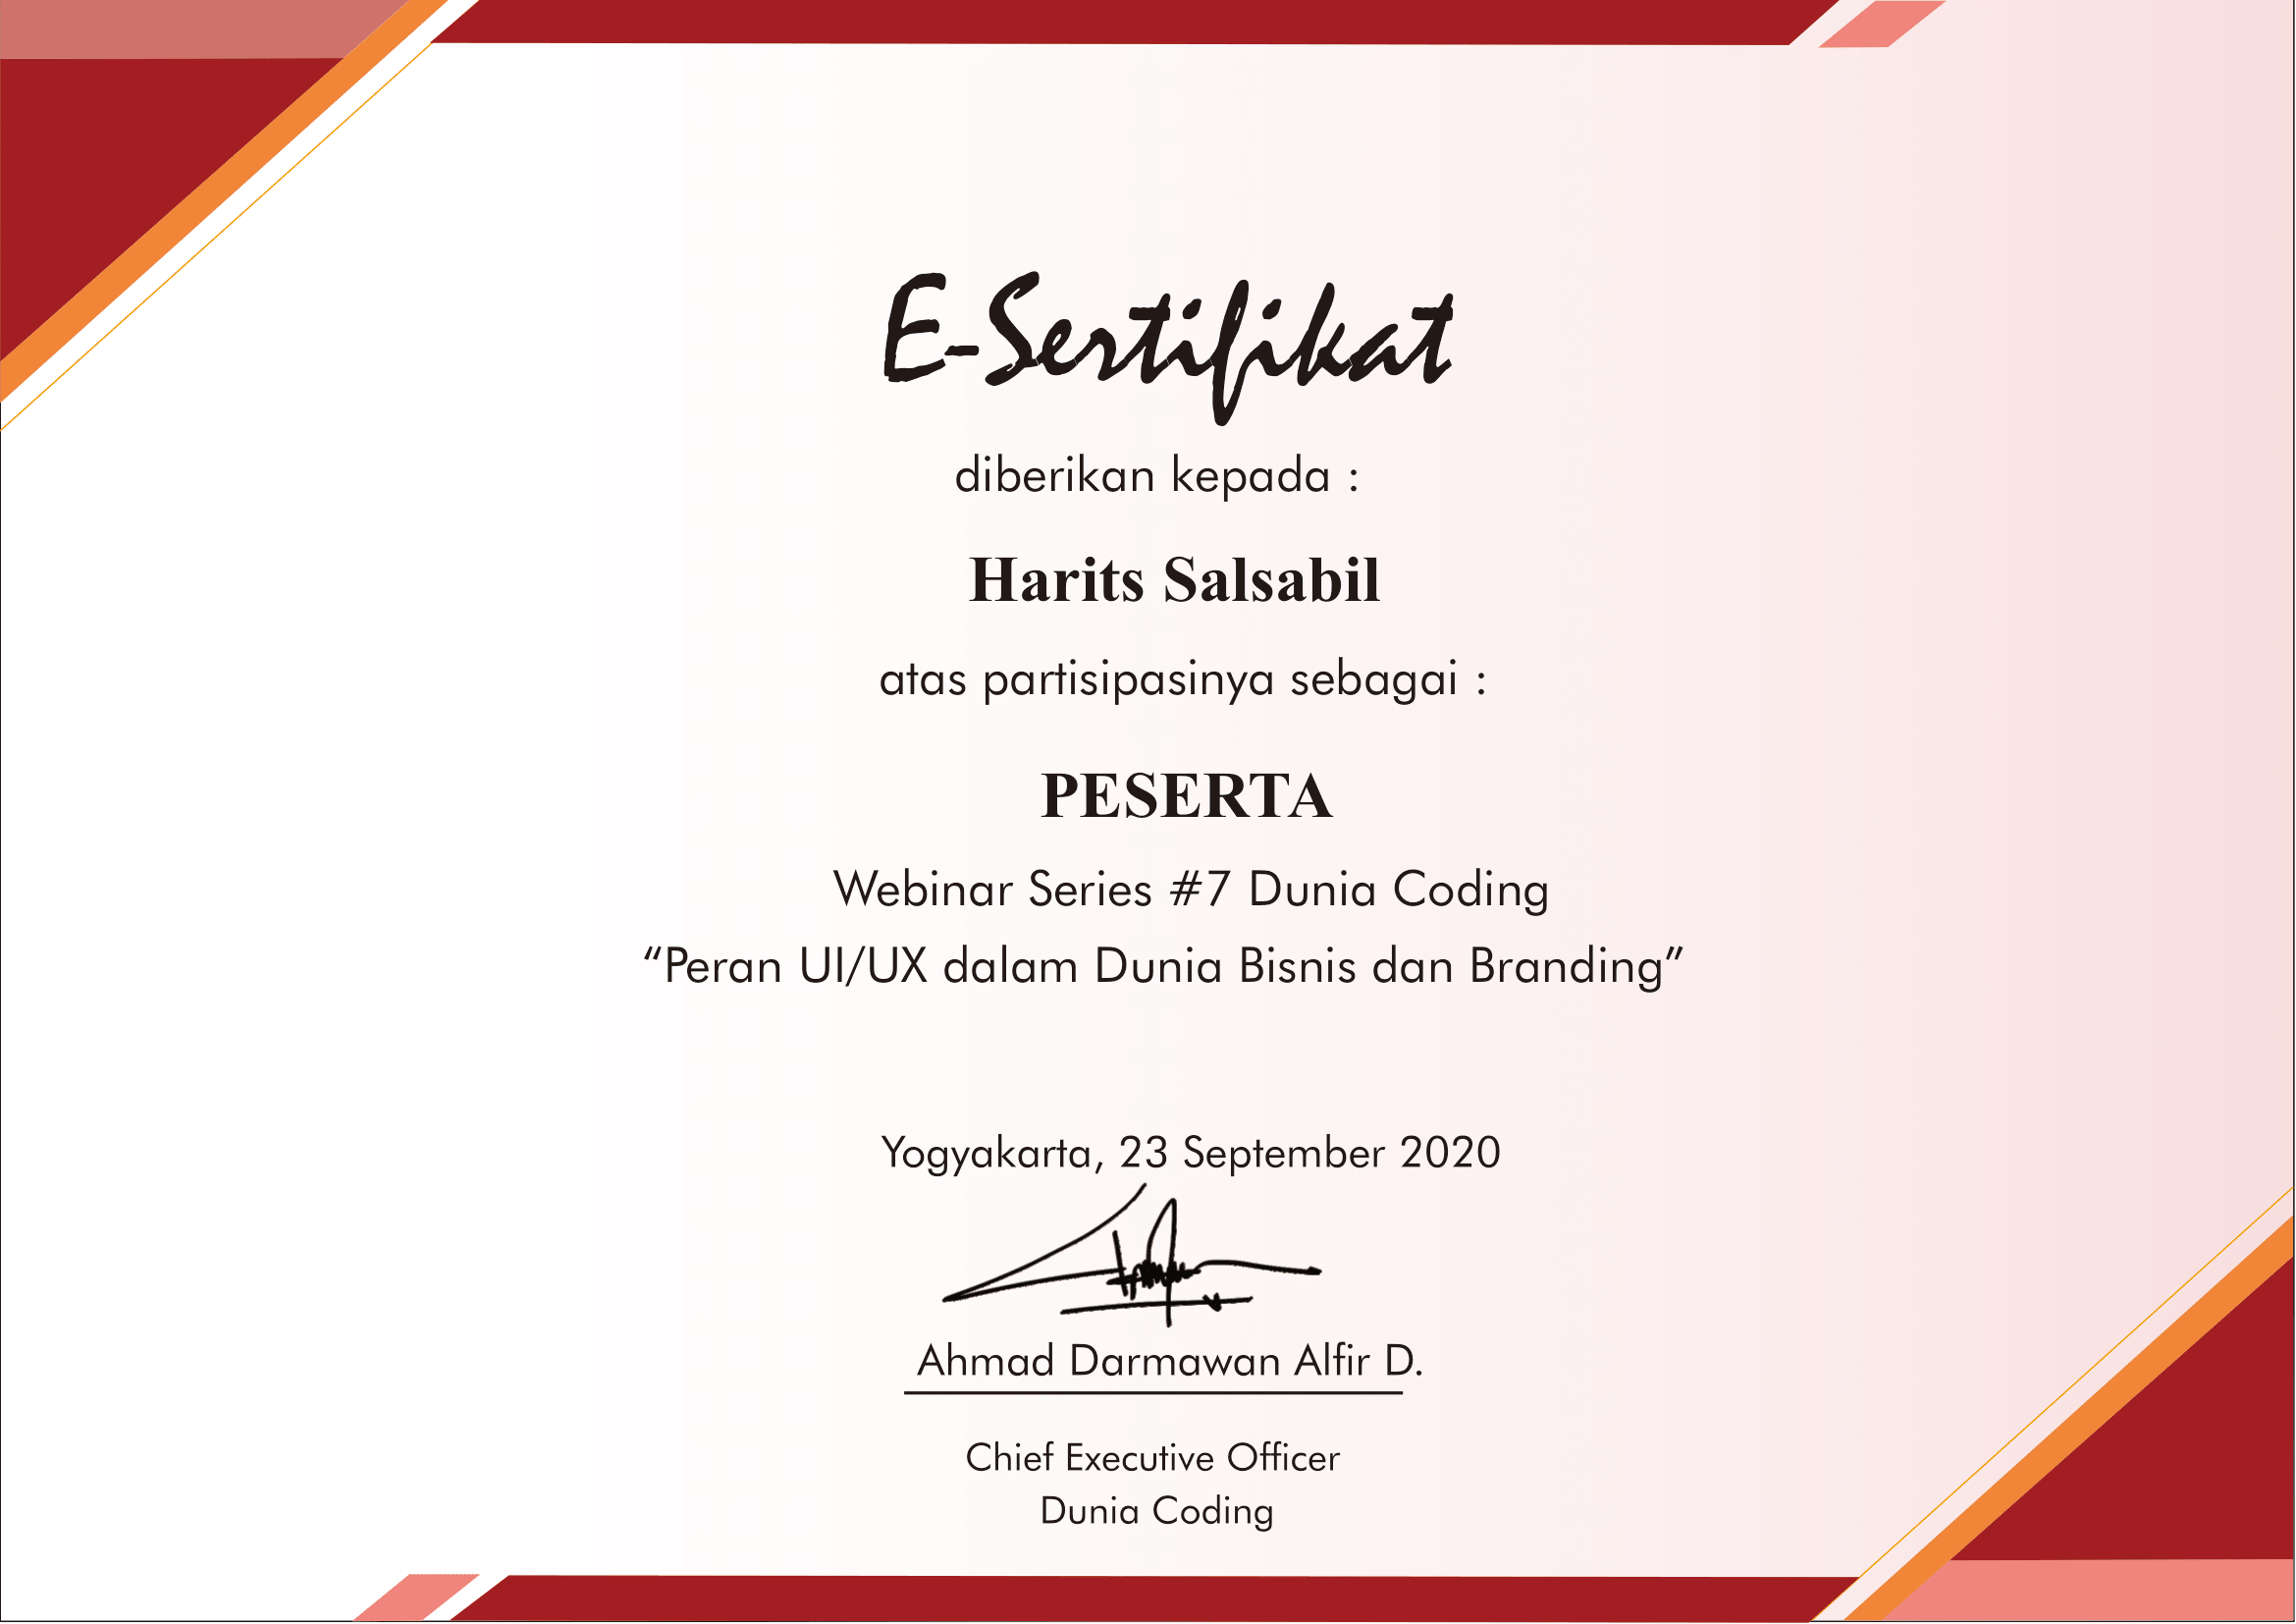 E-Sertifikat
diberikan kepada :
Harits Salsabil
atas partisipasinya sebagai :
PESERTA
Webinar Series #7 Dunia Coding
“Peran UI/UX dalam Dunia Bisnis dan Branding”
Yogyakarta, 23 September 2020
Ahmad Darmawan Alfir D.
Chief Executive Officer
Dunia Coding